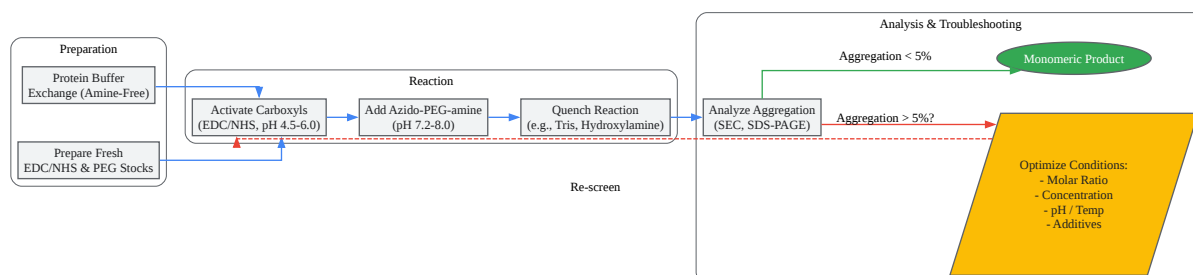 Analysis & Troubleshooting
Preparation
Aggregation < 5%
Monomeric Product
Protein Buffer
Exchange (Amine-Free)
Reaction
Activate Carboxyls
(EDC/NHS, pH 4.5-6.0)
Add Azido-PEG-amine
(pH 7.2-8.0)
Quench Reaction
(e.g., Tris, Hydroxylamine)
Analyze Aggregation
(SEC, SDS-PAGE)
Aggregation > 5%?
Prepare Fresh
EDC/NHS & PEG Stocks
Re-screen
Optimize Conditions:
- Molar Ratio
- Concentration
- pH / Temp
- Additives